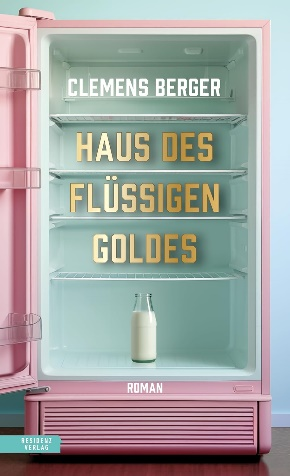 CLEMENS BERGER
HAUS DES
FLÜSSIGEN
GOLDES
ROMAN
RESIDENZ
VERLAG